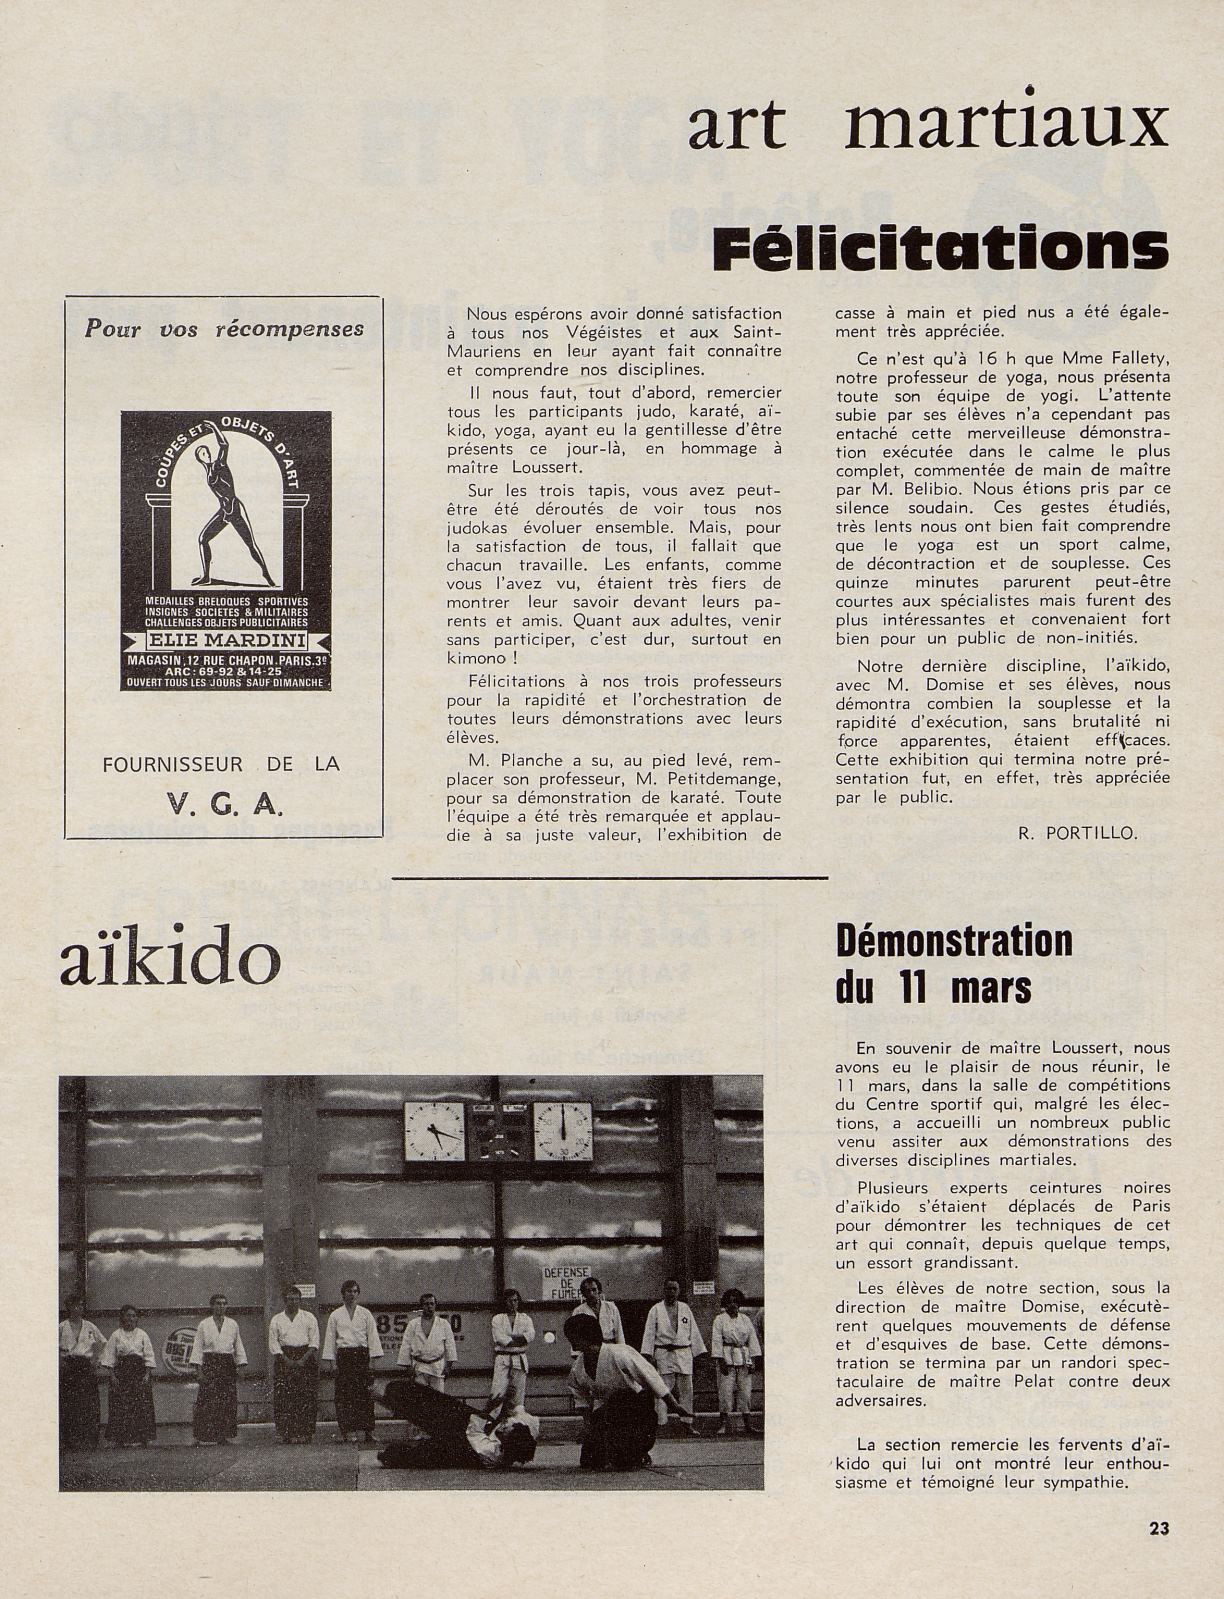 art martiaux
Félicitations
Pour vos récompenses
COUPES ET OBJETS D'ART
MEDAILLES BRELOQUES SPORTIVES
INSIGNES SOCIETES & MILITAIRES
CHALLENGES OBJETS PUBLICITAIRES
ELIE MARDINI
MAGASIN, 12 RUE CHAPON. PARIS. 3e
ARC: 69-92 & 14-25
OUVERT TOUS LES JOURS SAUF DIMANCHE
FOURNISSEUR DE LA
V. G. A.
Nous espérons avoir donné satisfaction
à tous nos Végéistes et aux Saint-
Mauriens en leur ayant fait connaître
et comprendre nos disciplines.
Il nous faut, tout d'abord, remercier
tous les participants judo, karaté, aï-
kido, yoga, ayant eu la gentillesse d'être
présents ce jour-là, en hommage à
maître Loussert.
Sur les trois tapis, vous avez peut-
être été déroutés de voir tous nos
judokas évoluer ensemble. Mais, pour
la satisfaction de tous, il fallait que
chacun travaille. Les enfants, comme
vous l'avez vu, étaient très fiers de
montrer leur savoir devant leurs pa-
rents et amis. Quant aux adultes, venir
sans participer, c'est dur, surtout en
kimono !
Félicitations à nos trois professeurs
pour la rapidité et l'orchestration de
toutes leurs démonstrations avec leurs
élèves.
M. Planche a su, au pied levé, rem-
placer son professeur, M. Petitdemange,
pour sa démonstration de karaté. Toute
l'équipe a été très remarquée et applau-
die à sa juste valeur, l'exhibition de
casse à main et pied nus a été égale-
ment très appréciée.
Ce n'est qu'à 16 h que Mme Fallety,
notre professeur de yoga, nous présenta
toute son équipe de yogi. L'attente
subie par ses élèves n'a cependant pas
entaché cette merveilleuse démonstra-
tion exécutée dans le calme le plus
complet, commentée de main de maître
par M. Belibio. Nous étions pris par ce
silence soudain. Ces gestes étudiés,
très lents nous ont bien fait comprendre
que le yoga est un sport calme,
de décontraction et de souplesse. Ces
quinze minutes parurent peut-être
courtes aux spécialistes mais furent des
plus intéressantes et convenaient fort
bien pour un public de non-initiés.
Notre dernière discipline, l'aïkido,
avec M. Domise et ses élèves, nous
démontra combien la souplesse et la
rapidité d'exécution, sans brutalité ni
force apparentes, étaient efficaces.
Cette exhibition qui termina notre pré-
sentation fut, en effet, très appréciée
par le public.
R. PORTILLO.
aïkido
DEFENSE
DE
FUMER
Démonstration
du 11 mars
En souvenir de maître Loussert, nous
avons eu le plaisir de nous réunir, le
11 mars, dans la salle de compétitions
du Centre sportif qui, malgré les élec-
tions, a accueilli un nombreux public
venu assiter aux démonstrations des
diverses disciplines martiales.
Plusieurs experts ceintures noires
d'aïkido s'étaient déplacés de Paris
pour démontrer les techniques de cet
art qui connaît, depuis quelque temps,
un essort grandissant.
Les élèves de notre section, sous la
direction de maître Domise, exécutè-
rent quelques mouvements de défense
et d'esquives de base. Cette démons-
tration se termina par un randori spec-
taculaire de maître Pelat contre deux
adversaires.
La section remercie les fervents d'aï-
kido qui lui ont montré leur enthou-
siasme et témoigné leur sympathie.
23